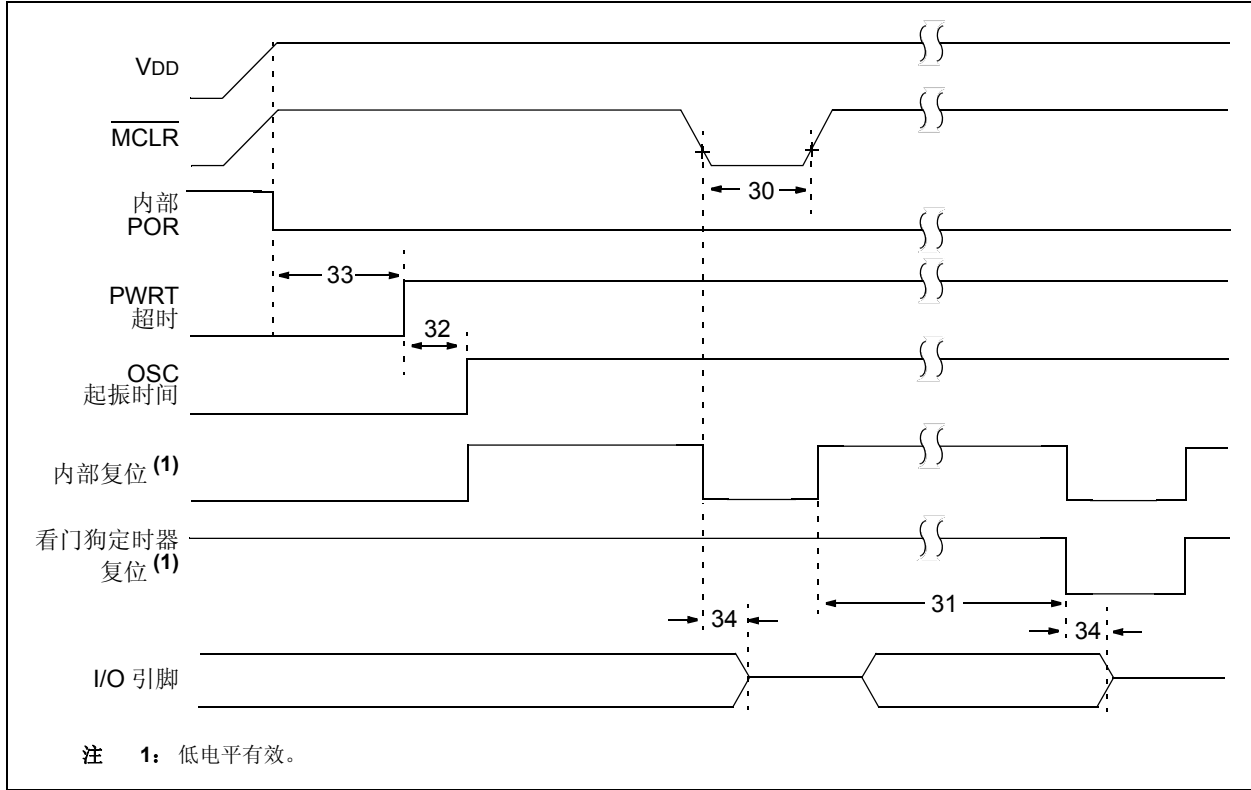 VDD
MCLR
内部
POR
30
33
PWRT
超时
32
OSC
起振时间
内部复位 (1)
看门狗定时器
复位 (1)
31
34
34
I/O 引脚
注 1： 低电平有效。